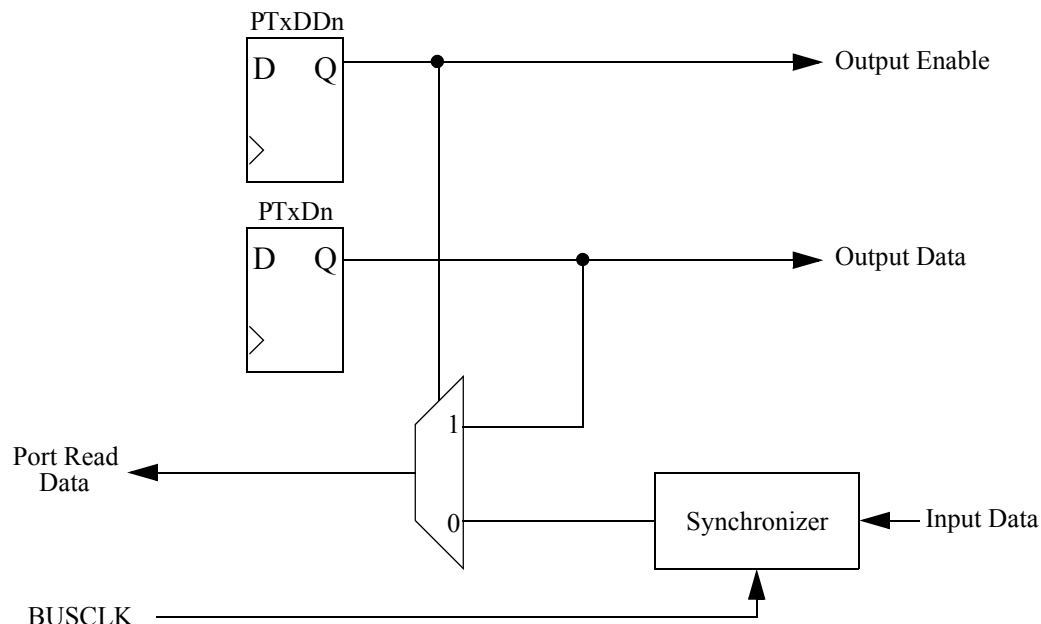 PTxDDn
D Q
Output Enable
PTxDn
D Q
Output Data
1
Port Read
Data
0
Synchronizer
Input Data
BUSCLK